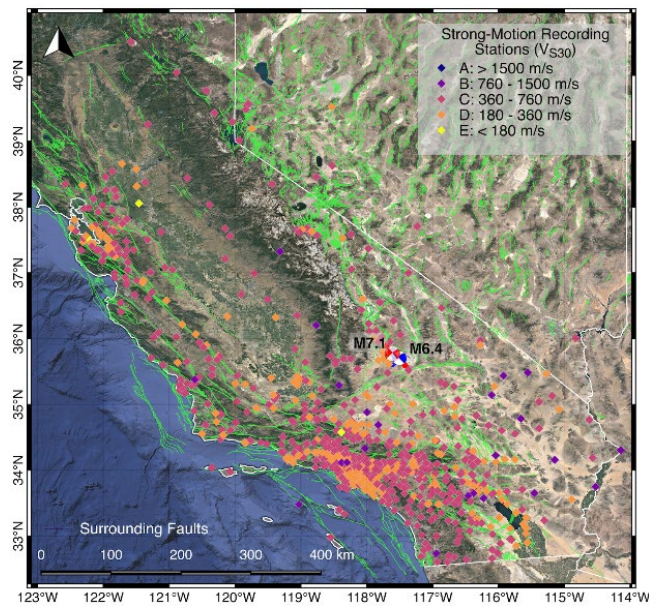 Strong-Motion Recording
Stations (VS30)
A: > 1500 m/s
B: 760 - 1500 m/s
C: 360 - 760 m/s
D: 180 - 360 m/s
E: < 180 m/s
40°N
39°N
38°N
37°N
36°N
35°N
34°N
33°N
M7.1
M6.4
Surrounding Faults
0 100 200 300 400 km
123°W 122°W 121°W 120°W 119°W 118°W 117°W 116°W 115°W 114°W